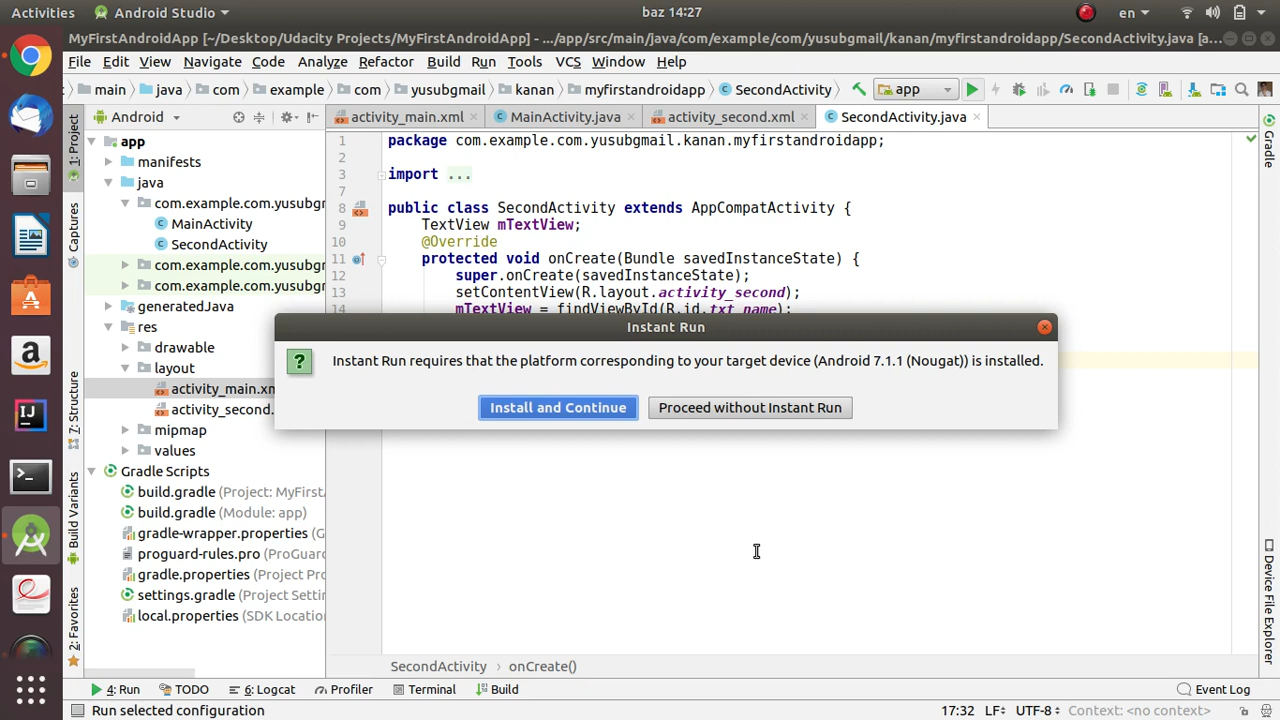 Activities
Android Studio
baz 14:27
en
MyFirstAndroidApp [~/Desktop/Udacity Projects/MyFirstAndroidApp] - .../app/src/main/java/com/example/com/yusubgmail/kanan/myfirstandroidapp/SecondActivity.java [a...
File Edit View Navigate Code Analyze Refactor Build Run Tools VCS Window Help
main java com example com yusubgmail kanan myfirstandroidapp SecondActivity app
Android
activity_main.xml MainActivity.java activity_second.xml SecondActivity.java
1: Project
Captures
7: Structure
Build Variants
2: Favorites
app
manifests
java
com.example.com.yusubgr
MainActivity
SecondActivity
com.example.com.yusubgr
com.example.com.yusubgr
generatedJava
res
drawable
layout
activity_main.xm
activity_second.
mipmap
values
Gradle Scripts
build.gradle (Project: MyFirst
build.gradle (Module: app)
gradle-wrapper.properties (G
proguard-rules.pro (ProGuar
gradle.properties (Project Pr
settings.gradle (Project Settin
local.properties (SDK Locatio
1 package com.example.com.yusubgmail.kanan.myfirstandroidapp;
2
3 import ...
7
8 public class SecondActivity extends AppCompatActivity {
9 TextView mTextView;
10 @Override
11 protected void onCreate(Bundle savedInstanceState) {
12 super.onCreate(savedInstanceState);
13 setContentView(R.layout.activity_second);
14 mTextView = findViewById(R.id.txt_name);
Instant Run
Instant Run requires that the platform corresponding to your target device (Android 7.1.1 (Nougat)) is installed.
Install and Continue
Proceed without Instant Run
Gradle
Device File Explorer
SecondActivity › onCreate()
4: Run TODO 6: Logcat Profiler Terminal Build Event Log
Run selected configuration 17:32 LF UTF-8 Context: <no context>